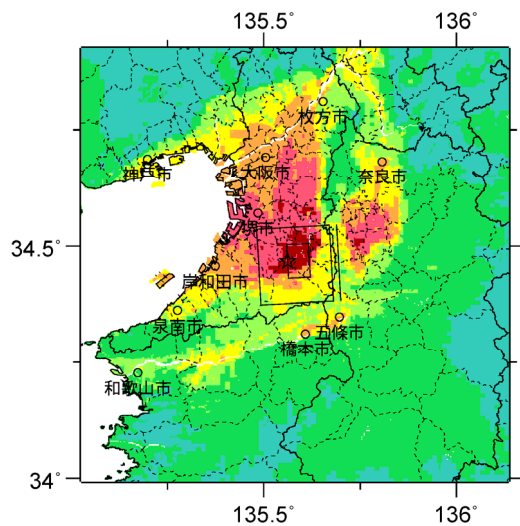 135.5° 136°
枚方市
神戸市 大阪市 奈良市
堺市
34.5°
岸和田市
泉南市 五條市
橋本市
和歌山市
34°
135.5° 136°